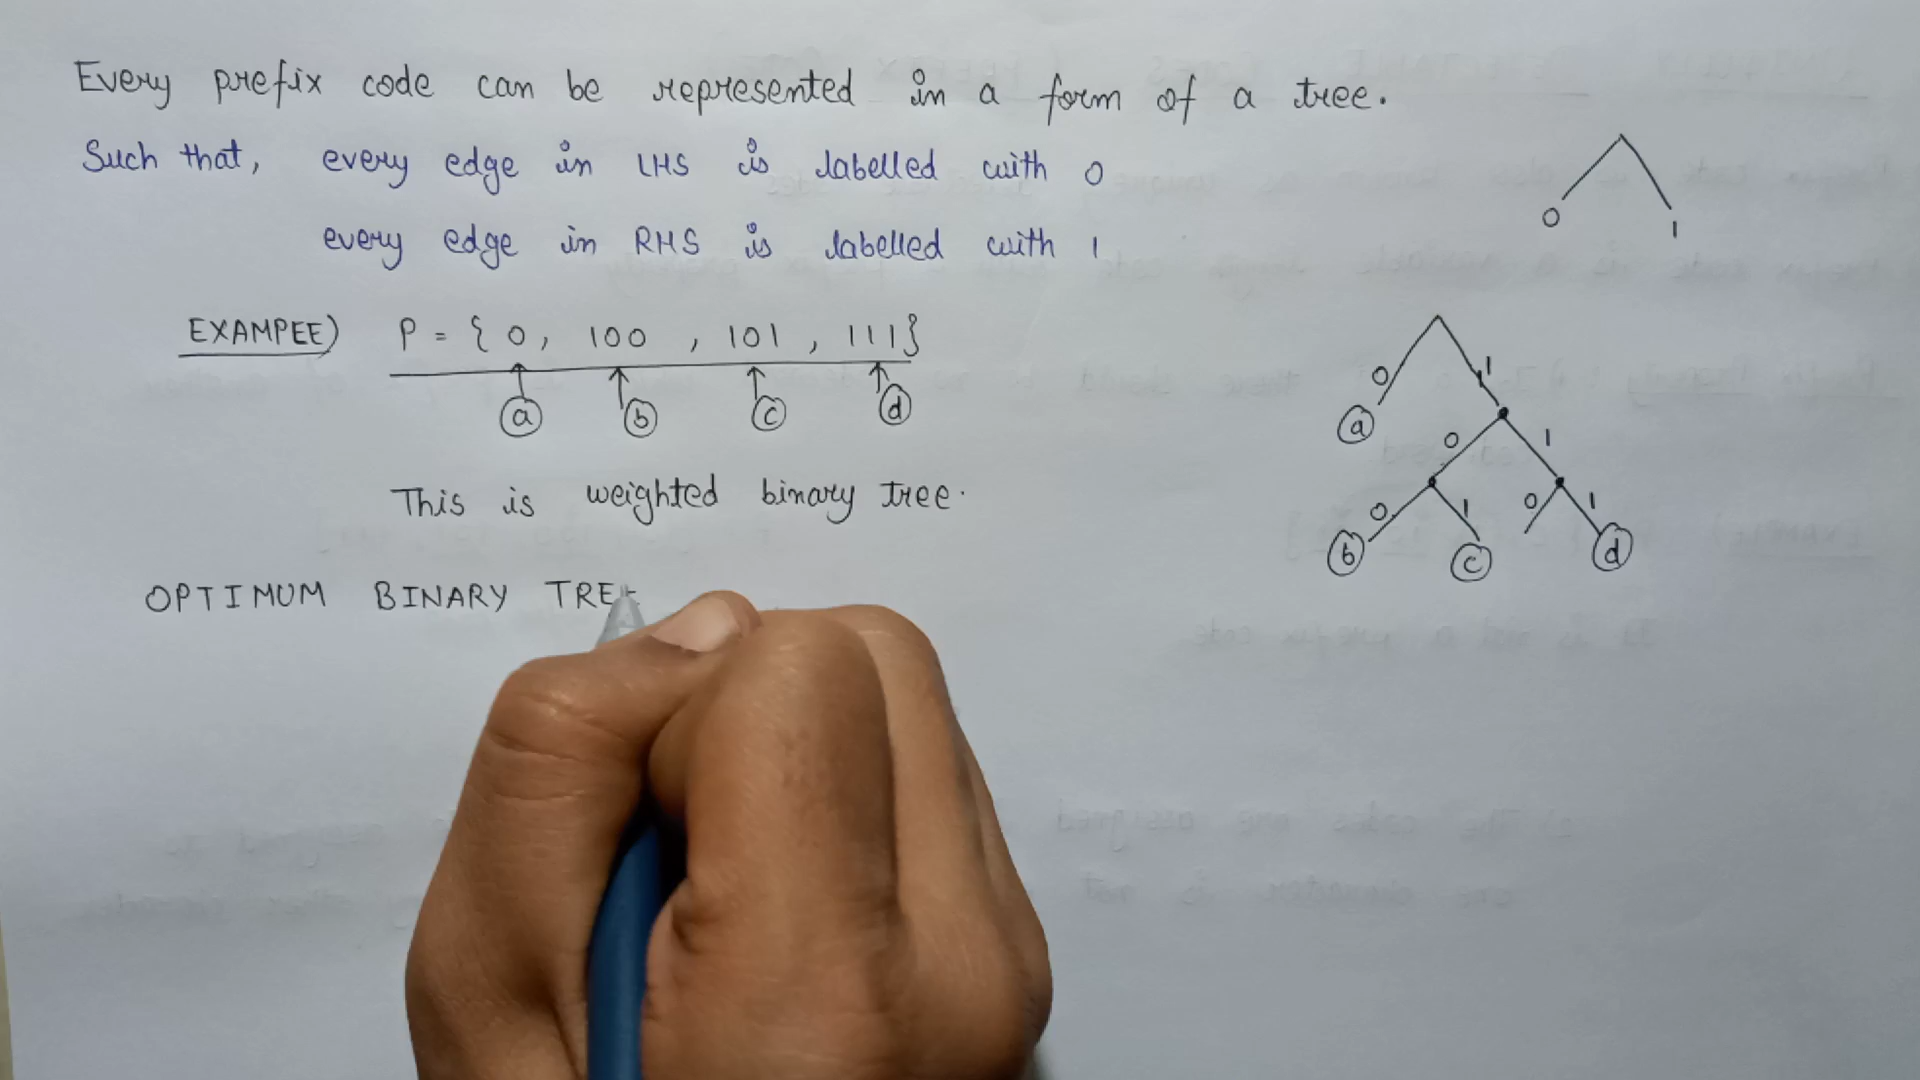 Every prefix code can be represented in a form of a tree.
Such that, every edge in LHS is labelled with 0
every edge in RHS is labelled with 1
0 1
EXAMPEE) P = { 0, 100 , 101 , 111}
a b c d
This is weighted binary tree.
0 1
a
0 1
0 1 0 1
b c d
OPTIMUM BINARY TREE